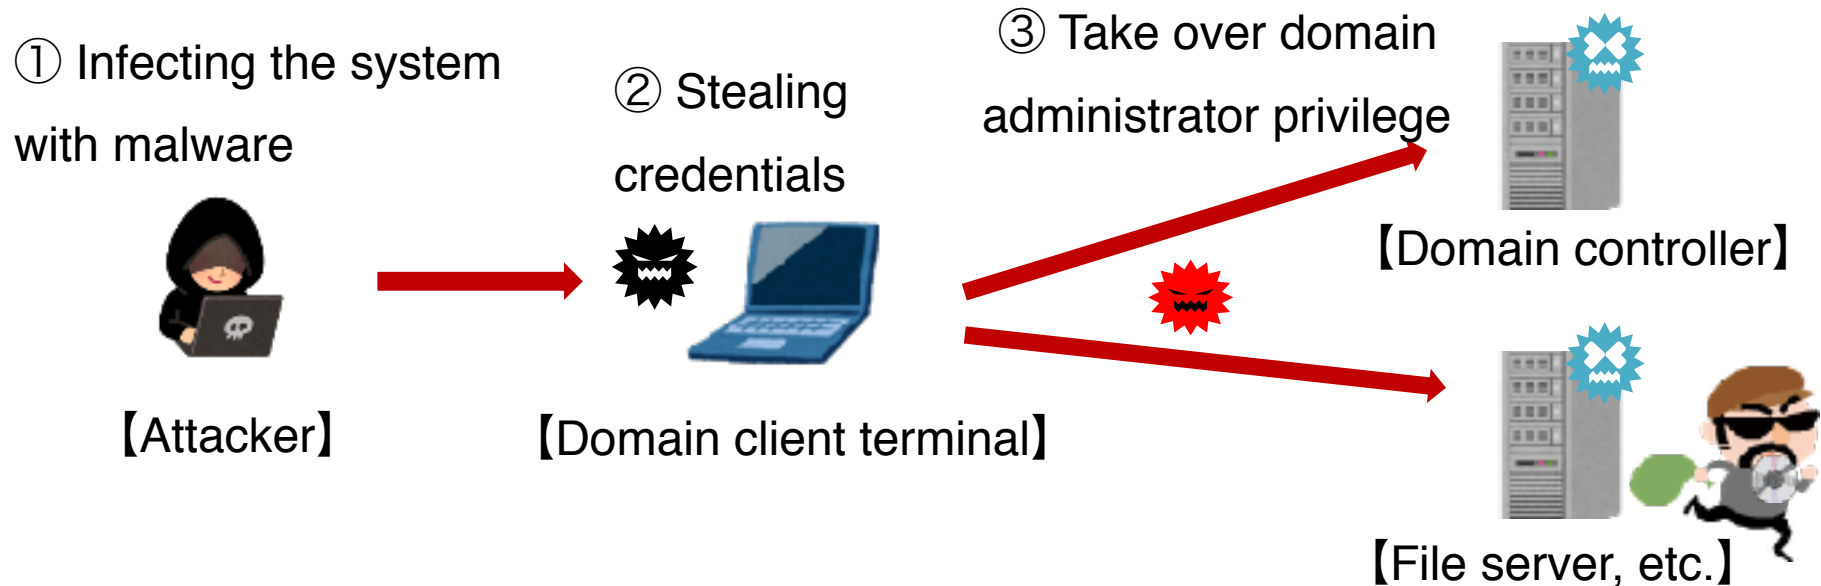 ① Infecting the system
with malware
② Stealing
credentials
③ Take over domain
administrator privilege
【Domain controller】
【Attacker】
【Domain client terminal】
【File server, etc.】